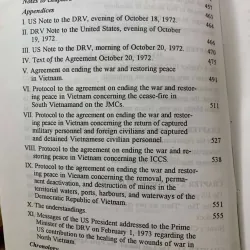 Notes to Chapters
Appendices
I. US Note to the DRV, evening of October 18, 1972.
II. DRV Note to the United States, evening of October
19, 1972.
III. US Note to the DRV, morning of October 20, 1972.
IV. Text of the Agreement October 20, 1972.
V. Agreement on ending the war and restoring peace
in Vietnam. 491
VI. Protocol to the agreement on ending the war and restor-
ing peace in Vietnam concerning the cease-fire in
South Vietnamand on the JMCs. 511
VII. Protocol to the agreement on ending the war and restor-
ing peace in Vietnam concerning the return of captured
military personnel and foreign civilians and captured
and detained Vietnamese civilian personnel 527
VIII. Protocol to the agreement on ending the war and restor-
ing peace in Vietnam concerning the ICCS. 538
IX. Protocol to the agreement on ending the war and restor-
ing peace in Vietnam concerning the removal, perma-
nent deactivation, and destruction of mines in the
territorial waters, ports, harbours, and waterways of the
Democratic Republic of Vietnam. 551
X. The understandings 555
XI. Messages of the US President addressed to the Prime
Minister of the DRV on February 1, 1973 regarding the
US contribution to the healing of the wounds of war in
North Vietnam.
Chronology